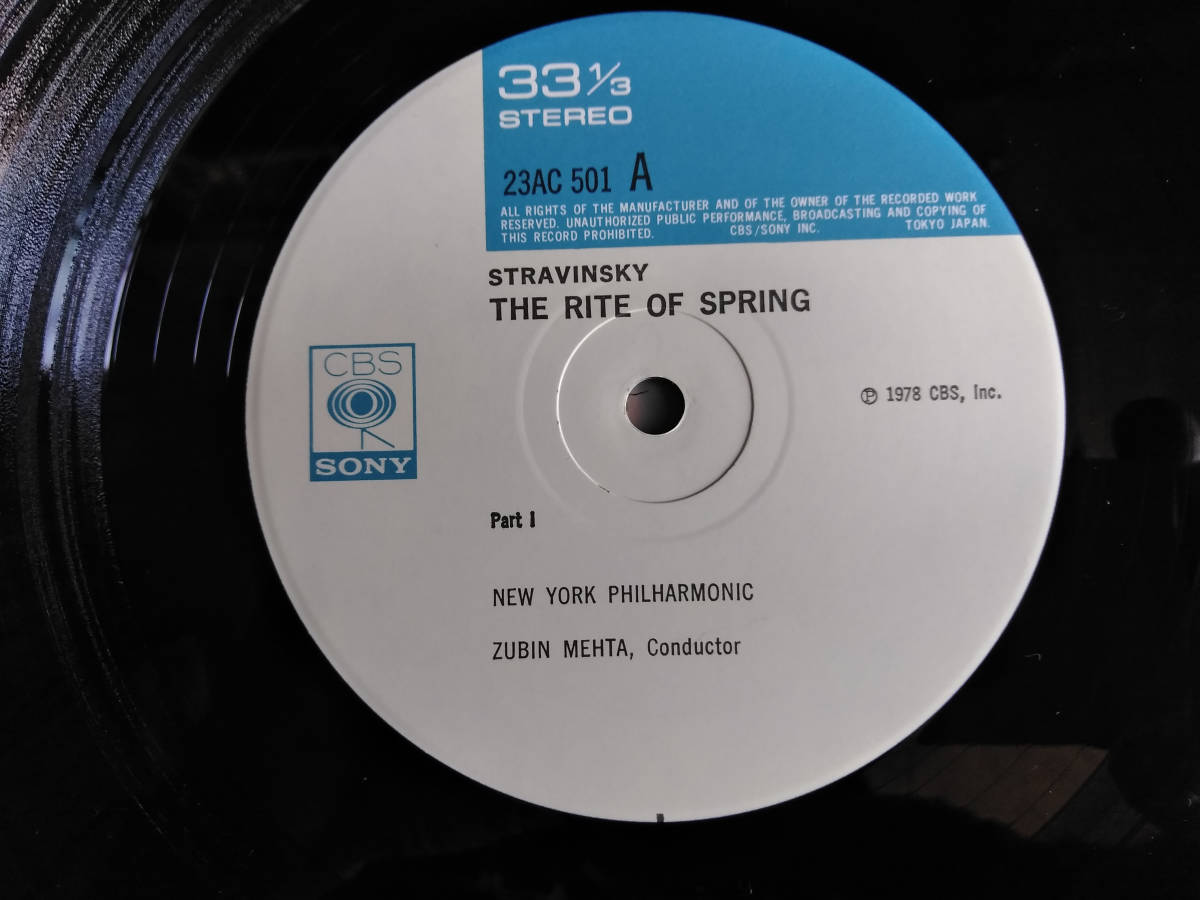 33 1/3
STEREO
23AC 501 A
ALL RIGHTS OF THE MANUFACTURER AND OF THE OWNER OF THE RECORDED WORK
RESERVED. UNAUTHORIZED PUBLIC PERFORMANCE, BROADCASTING AND COPYING OF
THIS RECORD PROHIBITED. CBS/SONY INC. TOKYO JAPAN.
STRAVINSKY
THE RITE OF SPRING
CBS
SONY
Ⓟ 1978 CBS, Inc.
Part I
NEW YORK PHILHARMONIC
ZUBIN MEHTA, Conductor